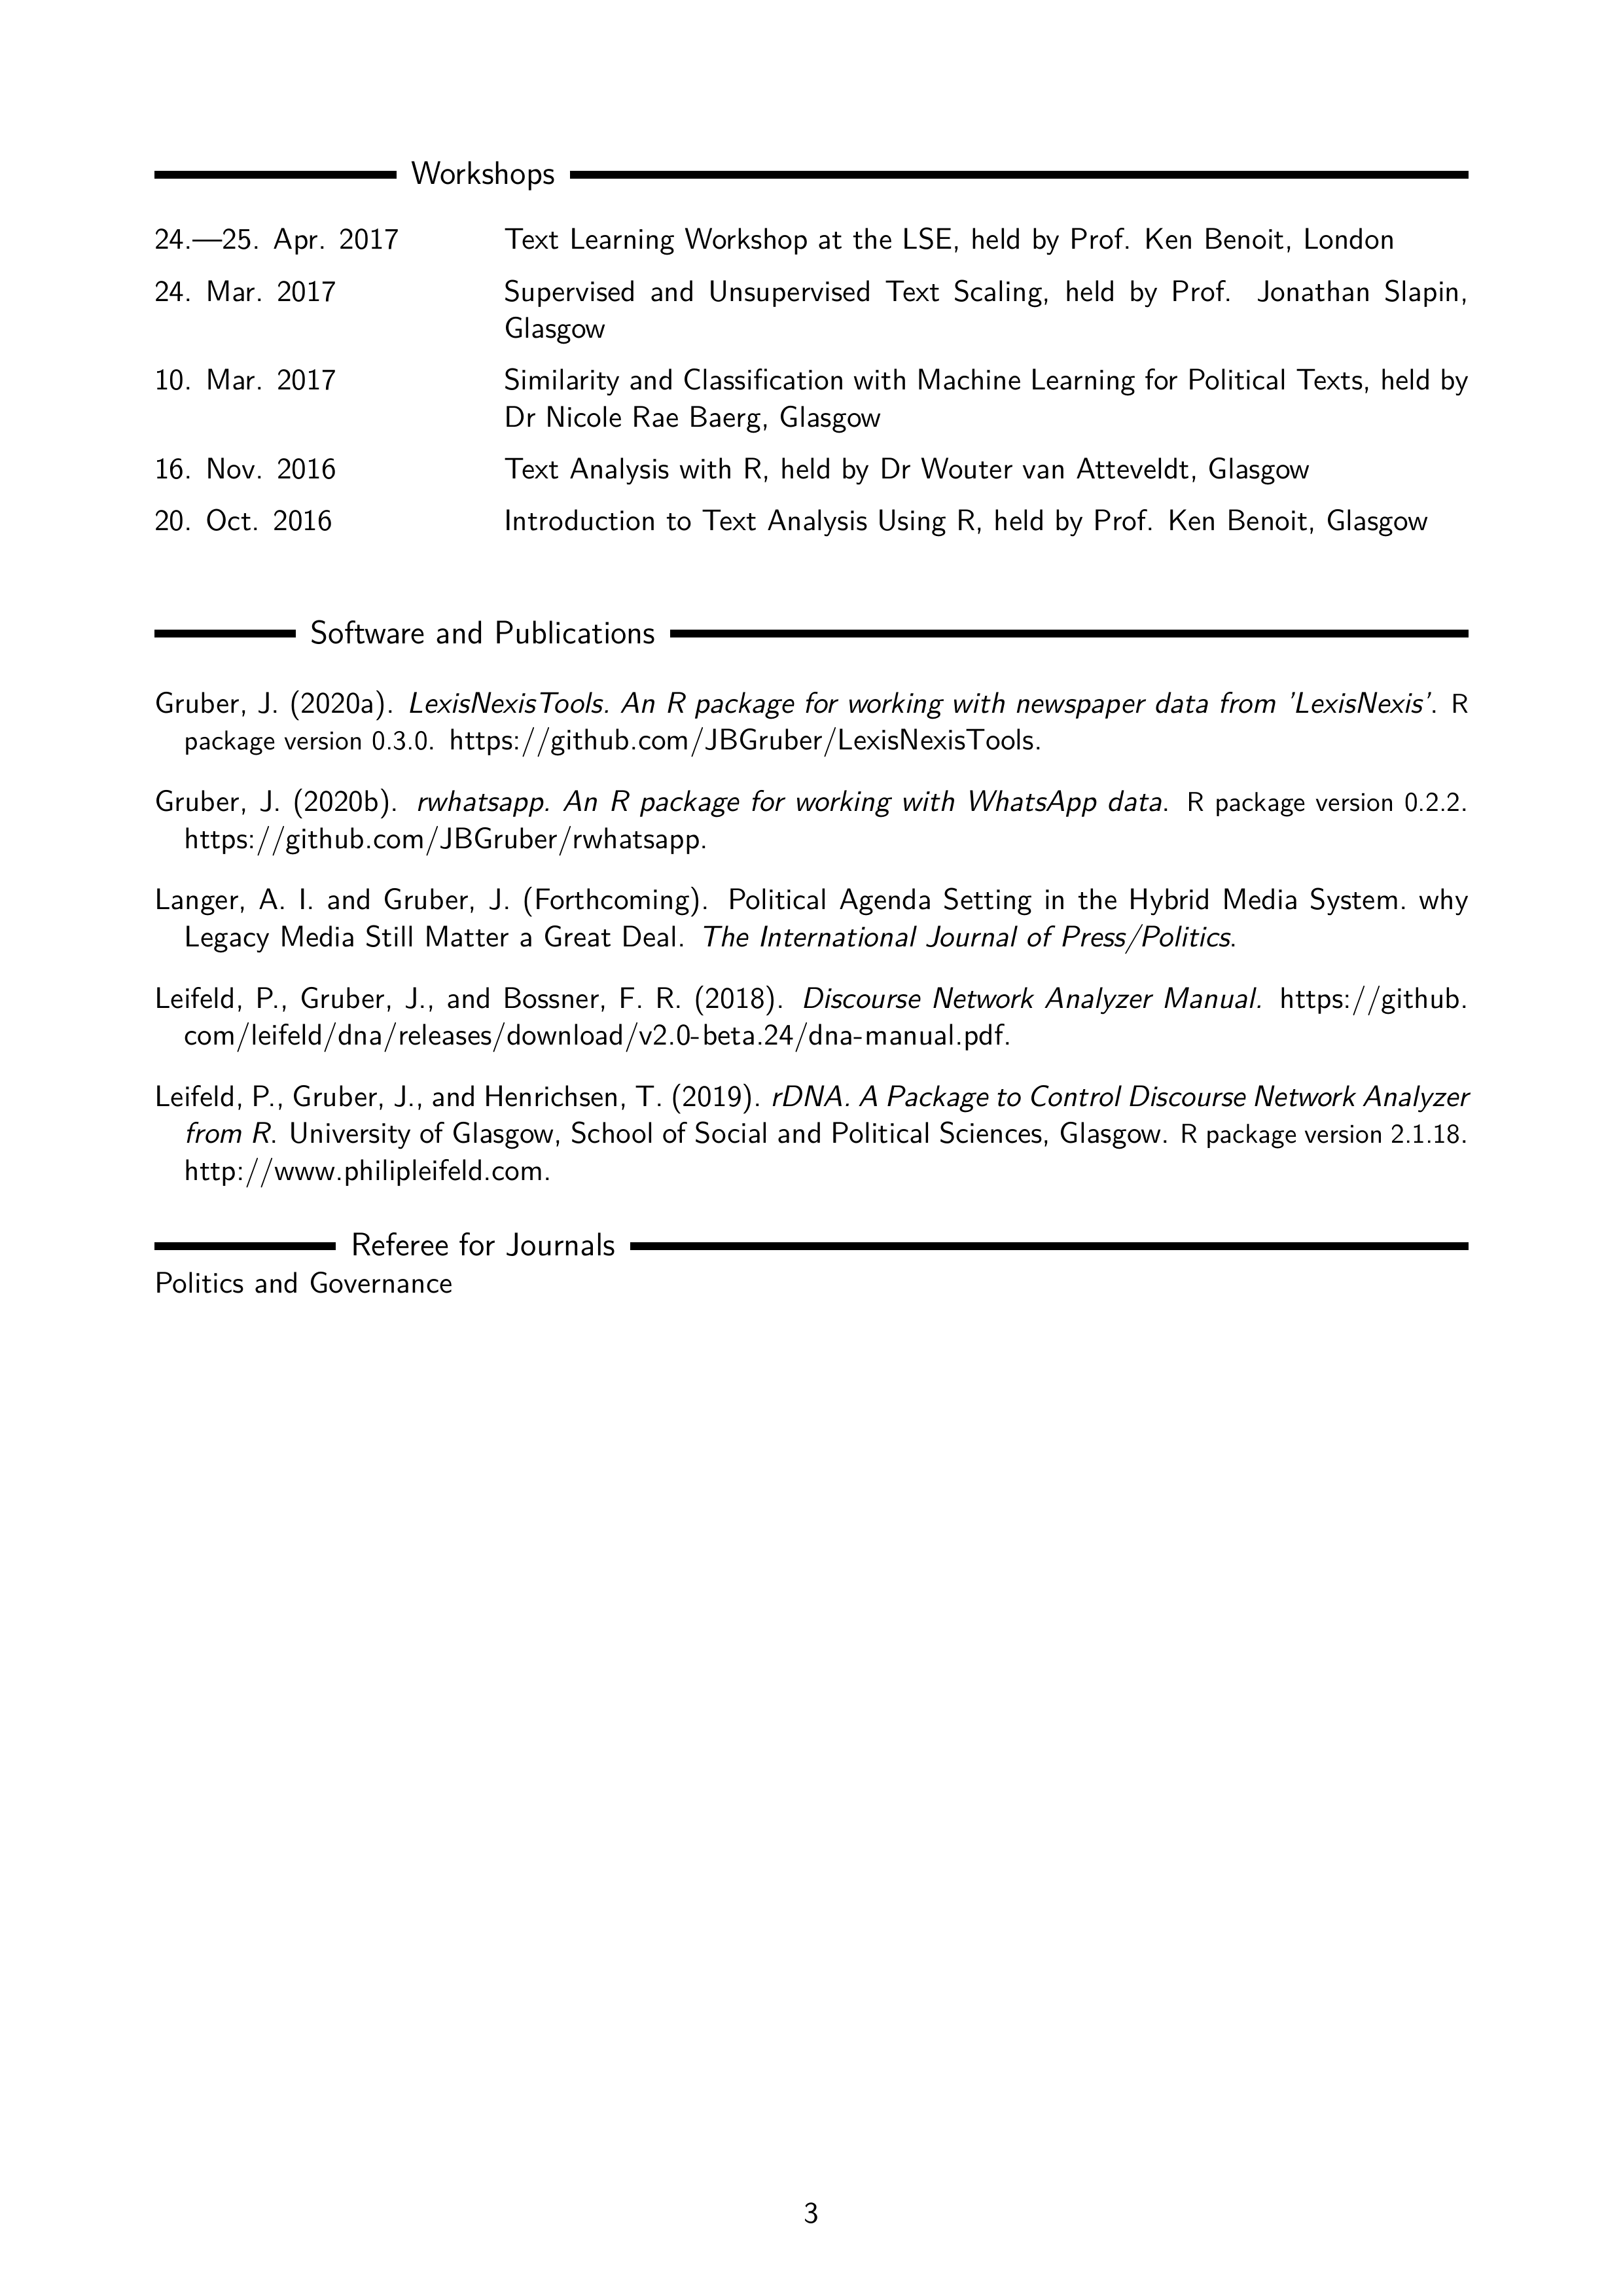 Workshops
24.—25. Apr. 2017 Text Learning Workshop at the LSE, held by Prof. Ken Benoit, London
24. Mar. 2017 Supervised and Unsupervised Text Scaling, held by Prof. Jonathan Slapin,
Glasgow
10. Mar. 2017 Similarity and Classification with Machine Learning for Political Texts, held by
Dr Nicole Rae Baerg, Glasgow
16. Nov. 2016 Text Analysis with R, held by Dr Wouter van Atteveldt, Glasgow
20. Oct. 2016 Introduction to Text Analysis Using R, held by Prof. Ken Benoit, Glasgow
Software and Publications
Gruber, J. (2020a). LexisNexisTools. An R package for working with newspaper data from 'LexisNexis'. R
package version 0.3.0. https://github.com/JBGruber/LexisNexisTools.
Gruber, J. (2020b). rwhatsapp. An R package for working with WhatsApp data. R package version 0.2.2.
https://github.com/JBGruber/rwhatsapp.
Langer, A. I. and Gruber, J. (Forthcoming). Political Agenda Setting in the Hybrid Media System. why
Legacy Media Still Matter a Great Deal. The International Journal of Press/Politics.
Leifeld, P., Gruber, J., and Bossner, F. R. (2018). Discourse Network Analyzer Manual. https://github.
com/leifeld/dna/releases/download/v2.0-beta.24/dna-manual.pdf.
Leifeld, P., Gruber, J., and Henrichsen, T. (2019). rDNA. A Package to Control Discourse Network Analyzer
from R. University of Glasgow, School of Social and Political Sciences, Glasgow. R package version 2.1.18.
http://www.philipleifeld.com.
Referee for Journals
Politics and Governance
3